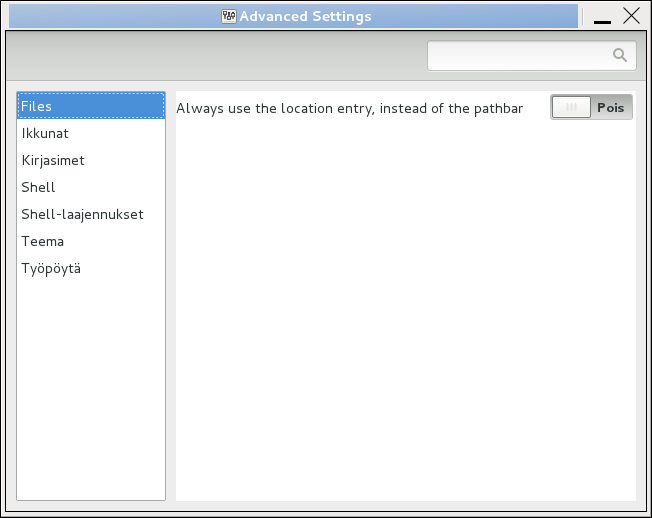 Advanced Settings
Files
Always use the location entry, instead of the pathbar
Pois
Ikkunat
Kirjasimet
Shell
Shell-laajennukset
Teema
Työpöytä